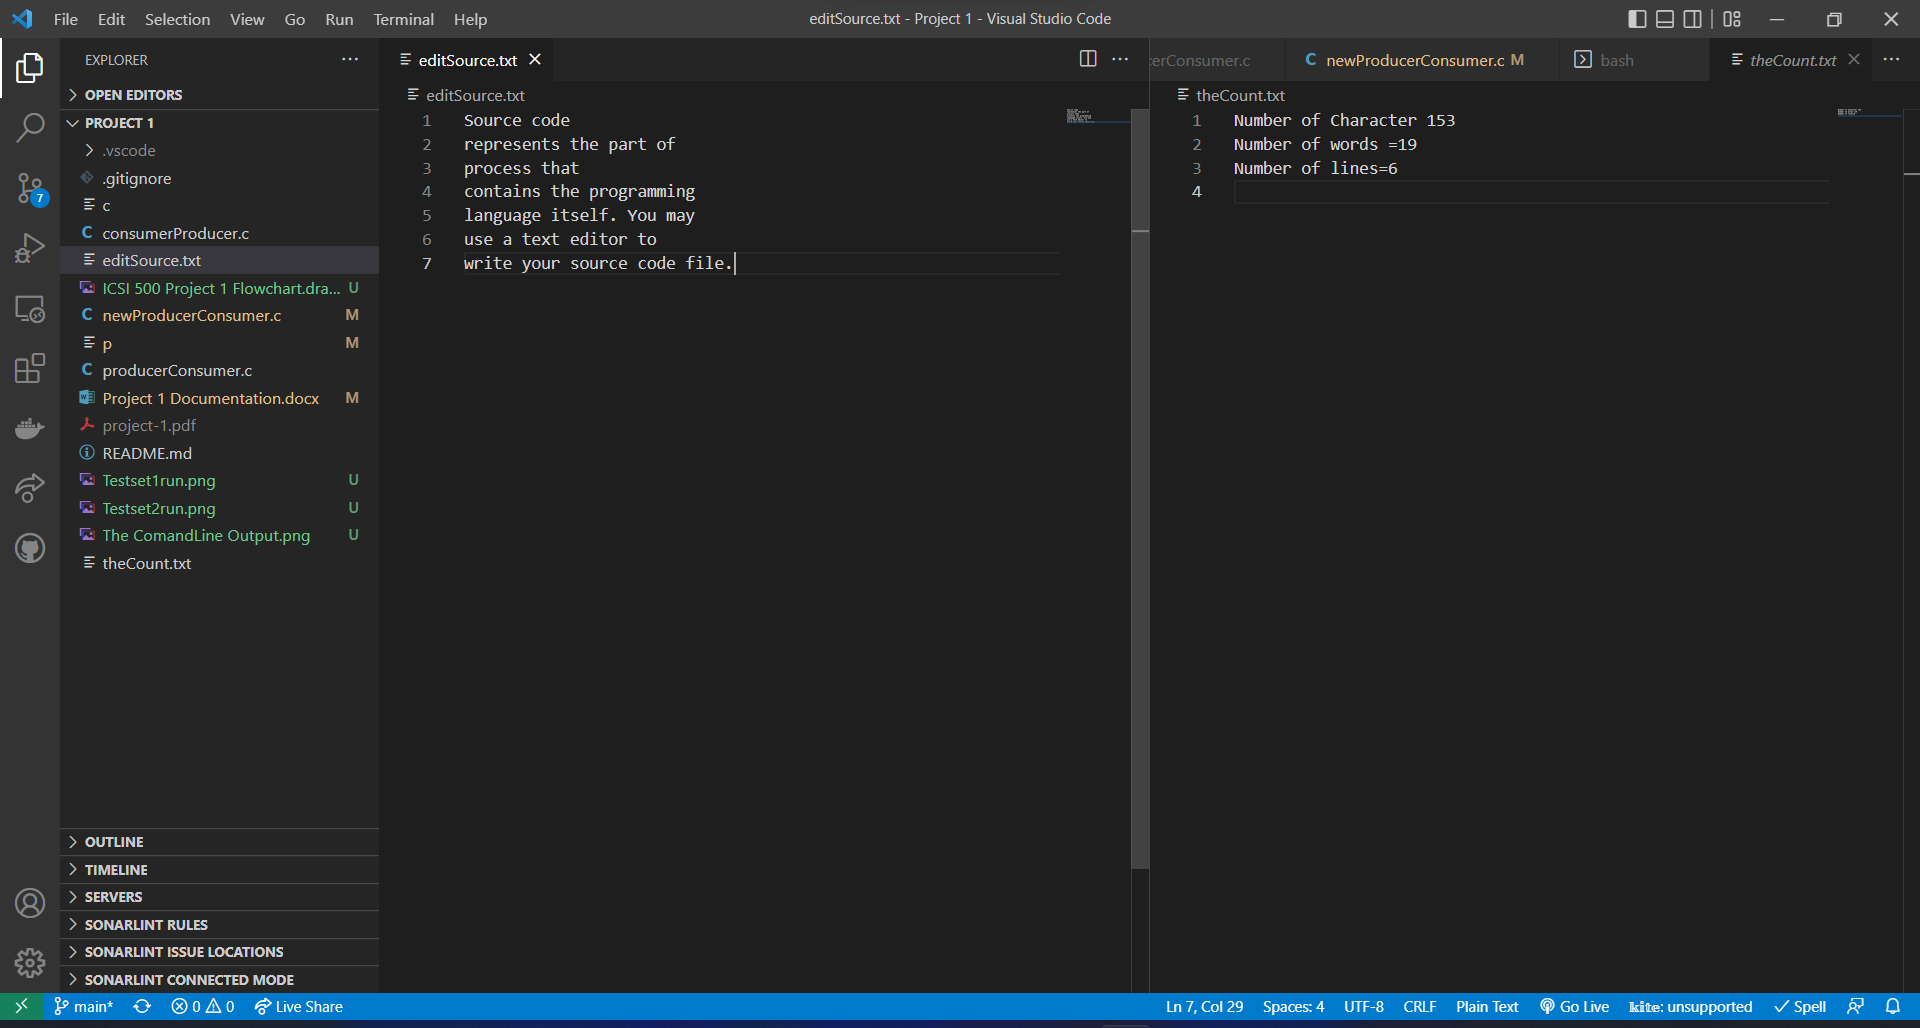 File Edit Selection View Go Run Terminal Help
editSource.txt - Project 1 - Visual Studio Code
EXPLORER
OPEN EDITORS
PROJECT 1
.vscode
.gitignore
c
C consumerProducer.c
editSource.txt
ICSI 500 Project 1 Flowchart.dra... U
C newProducerConsumer.c M
p M
C producerConsumer.c
Project 1 Documentation.docx M
project-1.pdf
README.md
Testset1run.png U
Testset2run.png U
The ComandLine Output.png U
theCount.txt
OUTLINE
TIMELINE
SERVERS
SONARLINT RULES
SONARLINT ISSUE LOCATIONS
SONARLINT CONNECTED MODE
7
editSource.txt
editSource.txt
1 Source code
2 represents the part of
3 process that
4 contains the programming
5 language itself. You may
6 use a text editor to
7 write your source code file.
cerConsumer.c C newProducerConsumer.c M bash theCount.txt
theCount.txt
1 Number of Character 153
2 Number of words =19
3 Number of lines=6
4
main* 0 0 Live Share Ln 7, Col 29 Spaces: 4 UTF-8 CRLF Plain Text Go Live kite: unsupported Spell